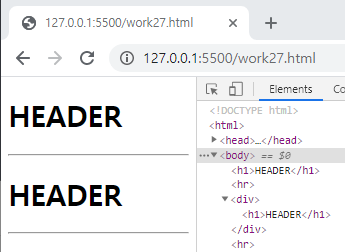 127.0.0.1:5500/work27.html
127.0.0.1:5500/work27.html
HEADER
HEADER
Elements
<!DOCTYPE html>
<html>
<head>…</head>
<body> == $0
<h1>HEADER</h1>
<hr>
<div>
<h1>HEADER</h1>
</div>
<hr>